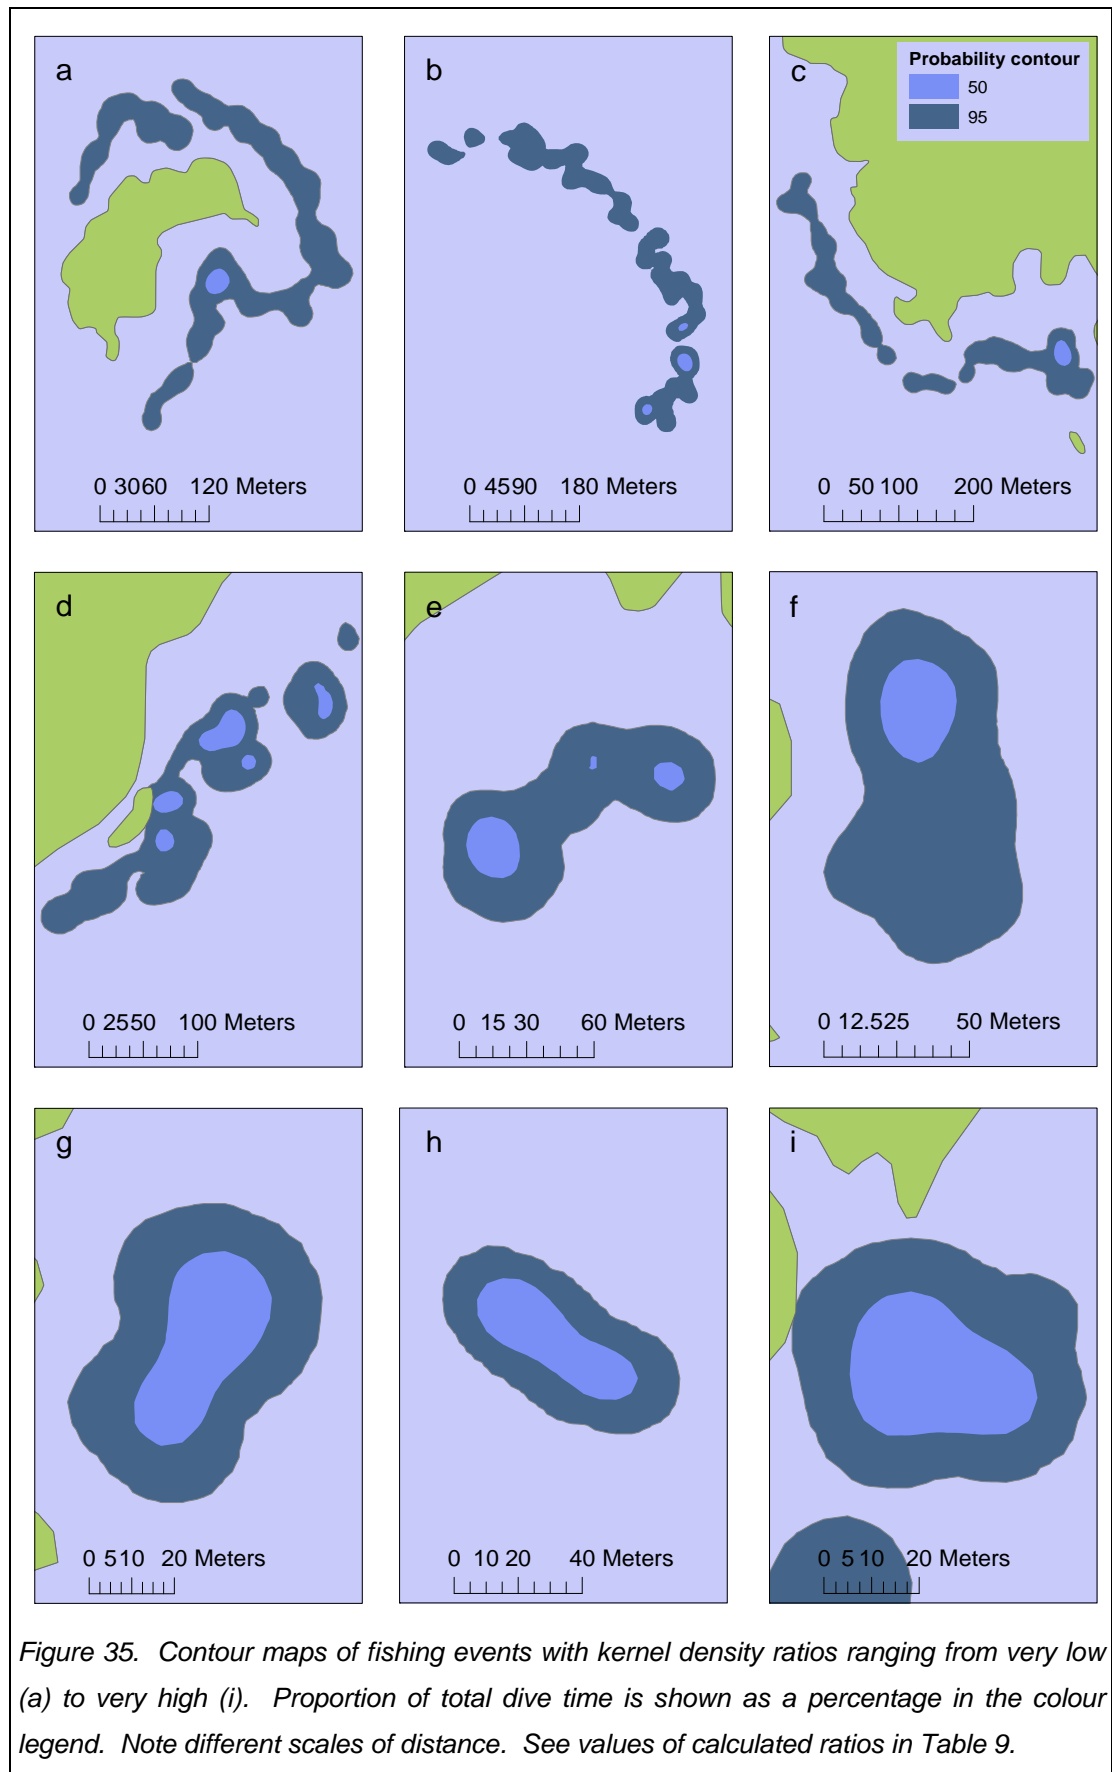 a
b
c
Probability contour
50
95
0 3060 120 Meters
0 4590 180 Meters
0 50 100 200 Meters
d
e
f
0 2550 100 Meters
0 15 30 60 Meters
0 12.525 50 Meters
g
h
i
0 510 20 Meters
0 10 20 40 Meters
0 5 10 20 Meters
Figure 35. Contour maps of fishing events with kernel density ratios ranging from very low
(a) to very high (i). Proportion of total dive time is shown as a percentage in the colour
legend. Note different scales of distance. See values of calculated ratios in Table 9.